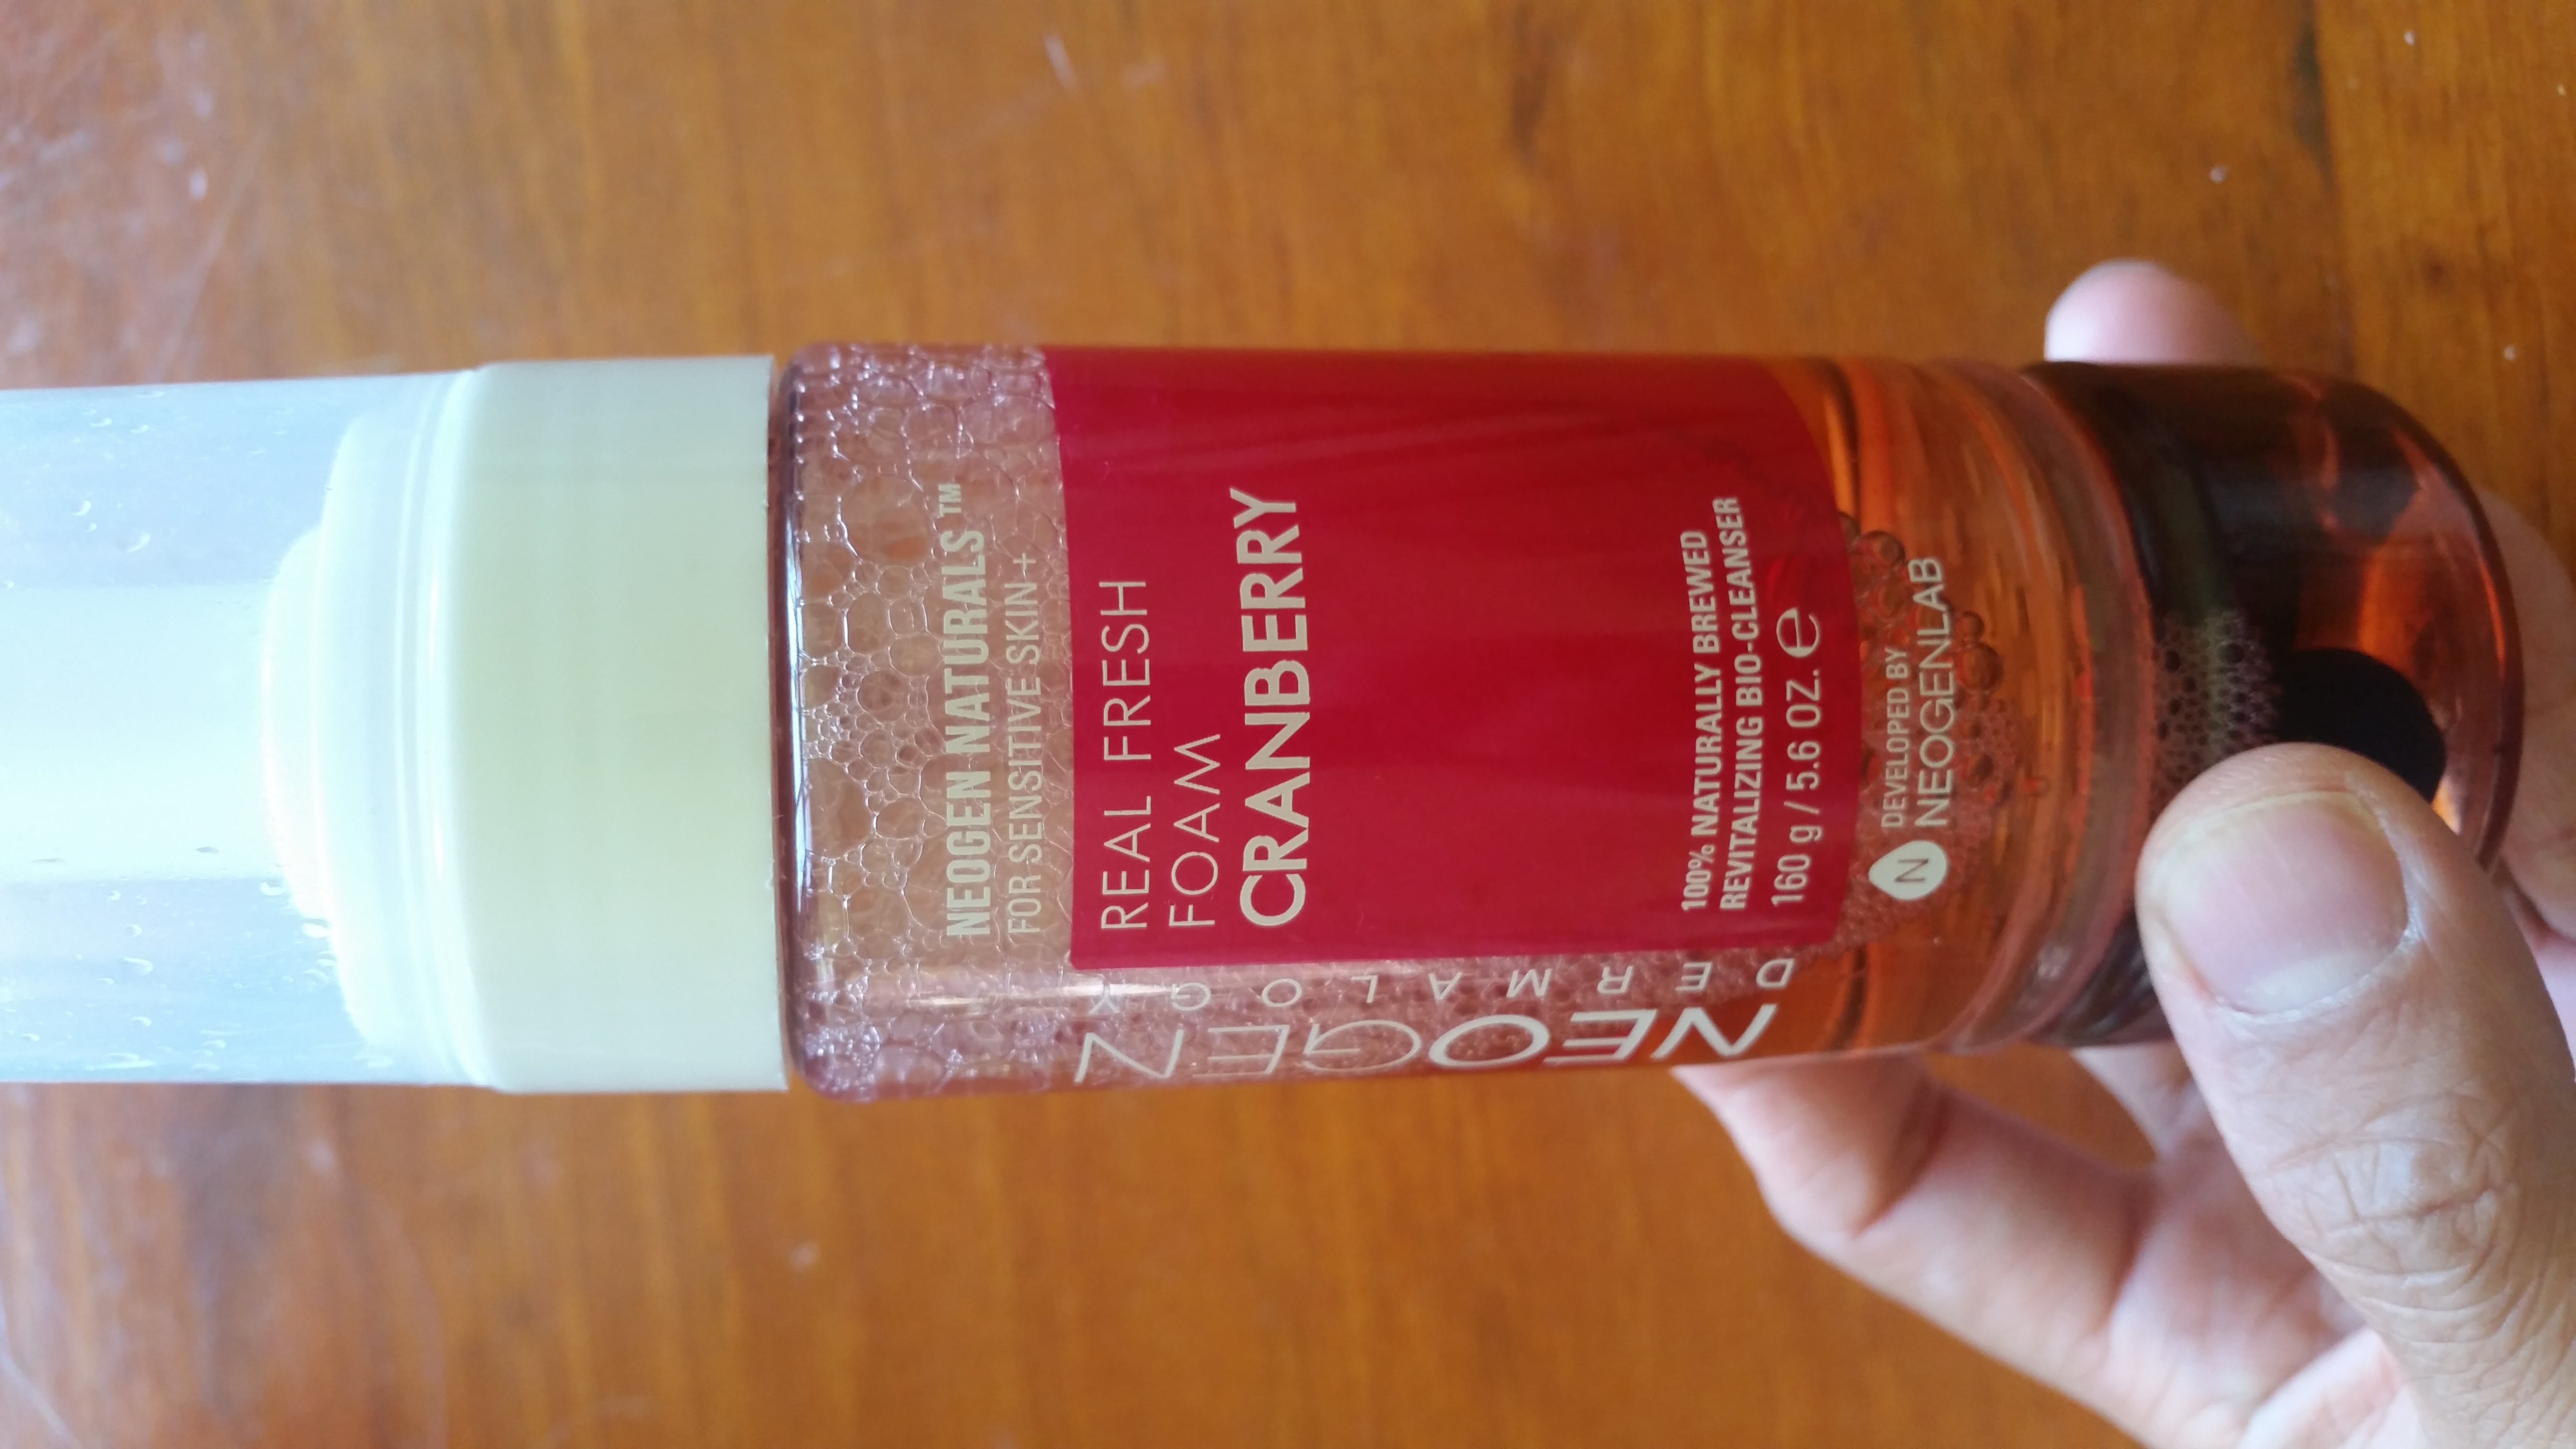 NEOGEN NATURALS™
FOR SENSITIVE SKIN +
REAL FRESH
FOAM
CRANBERRY
100% NATURALLY BREWED
REVITALIZING BIO-CLEANSER
160 g / 5.6 OZ. ℮
N
DEVELOPED BY
NEOGENLAB
NEOGEN
DERMALOGY